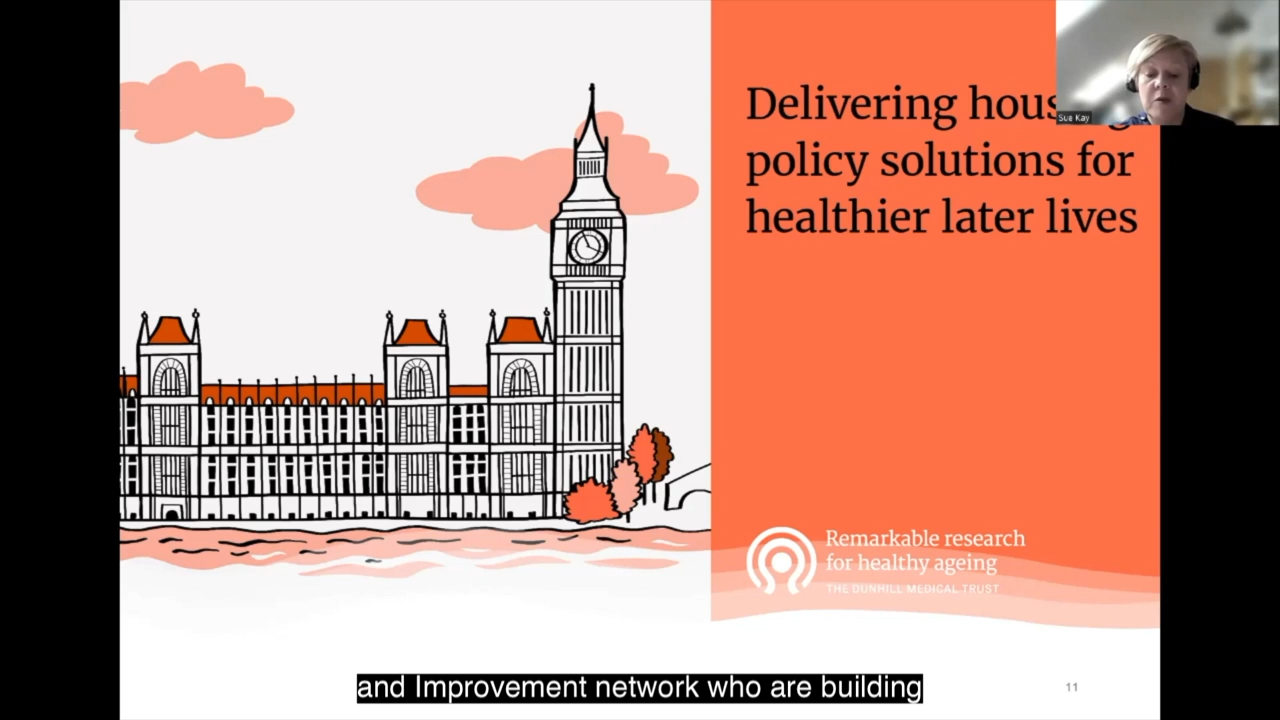 Delivering hous
policy solutions for
healthier later lives
Sue Kay
Remarkable research
for healthy ageing
THE DUNHILL MEDICAL TRUST
and Improvement network who are building
11